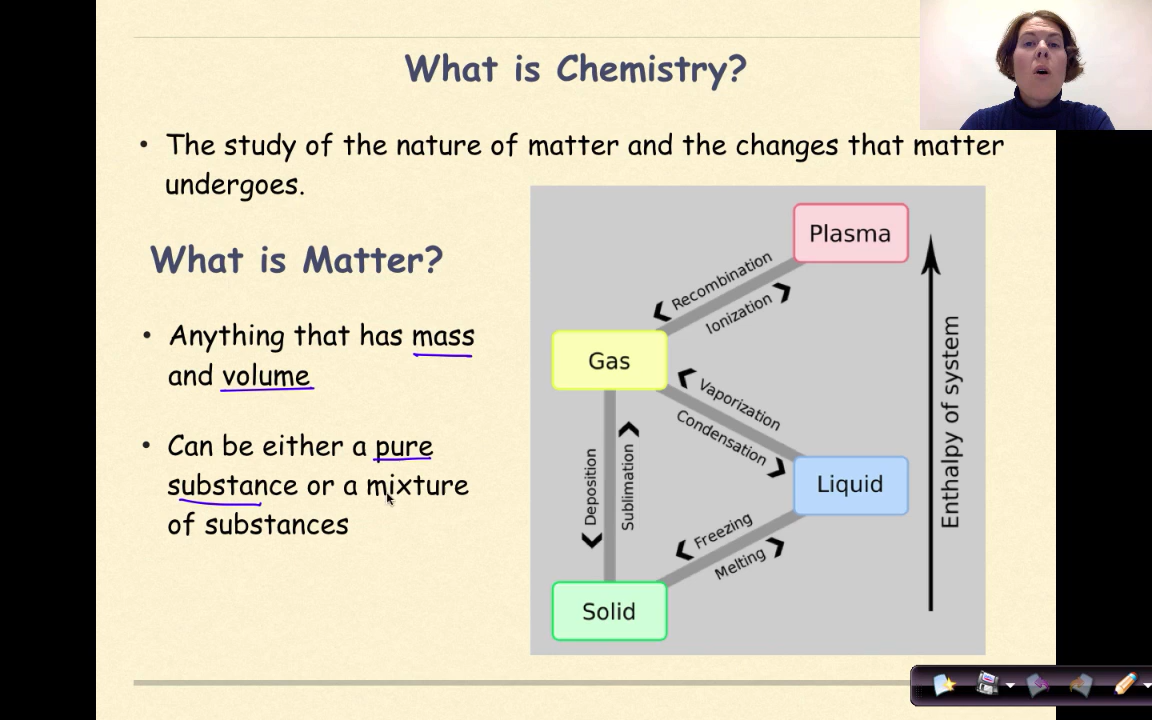 What is Chemistry?
• The study of the nature of matter and the changes that matter
undergoes.
What is Matter?
• Anything that has mass
and volume
• Can be either a pure
substance or a mixture
of substances
Plasma
Recombination
Ionization
Gas
Vaporization
Condensation
Deposition
Sublimation
Liquid
Freezing
Melting
Solid
Enthalpy of system